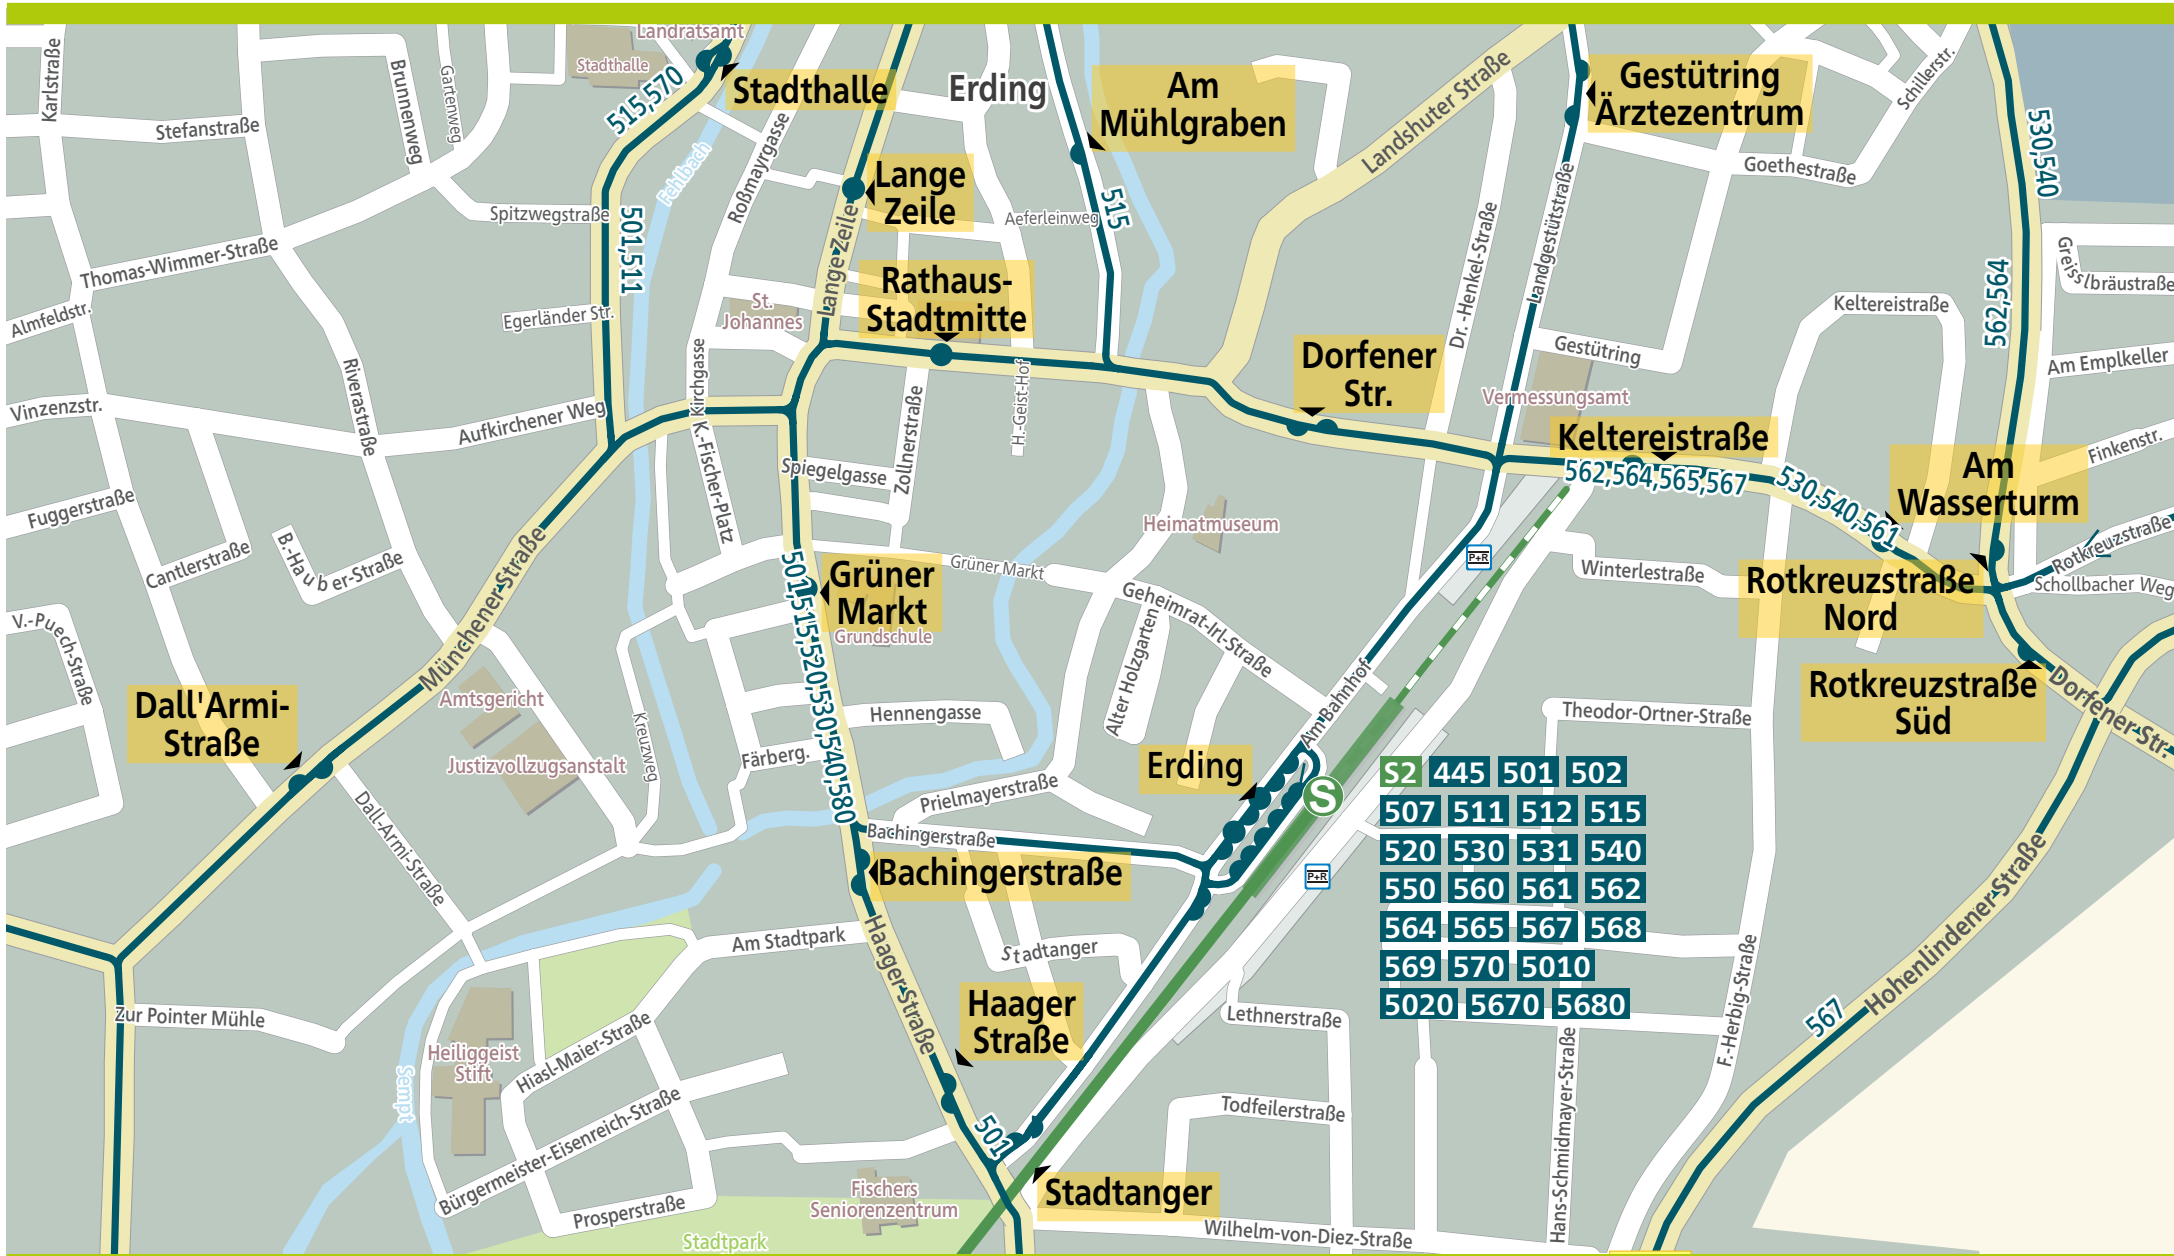 Landratsamt
Stadthalle
515,570
Stadthalle
Erding
Am
Mühlgraben
Landshuter Straße
Gestütring
Ärztezentrum
Schillerstr.
Goethestraße
530,540
Karlstraße
Brunnenweg
Gartenweg
Stefanstraße
Fehlbach
Roßmayrgasse
Lange
Zeile
Lange Zeile
Aeferleinweg
515
Spitzwegstraße
501,511
Thomas-Wimmer-Straße
Almfeldstr.
Egerländer Str.
St.
Johannes
Rathaus-
Stadtmitte
Dr.-Henkel-Straße
Landgestütstraße
Gestütring
Keltereistraße
562,564
Greisslbräustraße
Am Emplkeller
Vinzenzstr.
Riverastraße
Aufkirchener Weg
Kirchgasse
K.-Fischer-Platz
Spiegelgasse
Zollnerstraße
H.-Geist-Hof
Dorfener
Str.
Vermessungsamt
Keltereistraße
562,564,565,567
530,540,561
Am
Wasserturm
Finkenstr.
Fuggerstraße
Cantlerstraße
B.-Hauber-Straße
Münchener-Straße
Heimatmuseum
Grüner Markt
Grüner
Markt
Grundschule
501,515,520,530,540,580
Geheimrat-Irl-Straße
Alter Holzgarten
P+R
Winterlestraße
Rotkreuzstraße
Nord
Rotkreuzstraße
Schollbacher Weg
V.-Puech-Straße
Dall'Armi-
Straße
Amtsgericht
Justizvollzugsanstalt
Kreuzweg
Färberg.
Hennengasse
Prielmayerstraße
Am Bahnhof
Erding
S
Theodor-Ortner-Straße
Rotkreuzstraße
Süd
Dorfener-Str.
S2 445 501 502
507 511 512 515
520 530 531 540
550 560 561 562
564 565 567 568
569 570 5010
5020 5670 5680
P+R
Dall-Armi-Straße
Bachingerstraße
Bachingerstraße
Haager-Straße
Am Stadtpark
Stadtanger
Haager
Straße
Zur Pointer Mühle
Heiliggeist
Stift
Sempt
Hiasl-Maier-Straße
Bürgermeister-Eisenreich-Straße
Prosperstraße
501
Stadtanger
Fischers
Seniorenzentrum
Stadtpark
Lethnerstraße
Todfeilerstraße
Wilhelm-von-Diez-Straße
Hans-Schmidmayer-Straße
F.-Herbig-Straße
567
Hohenlindener-Straße